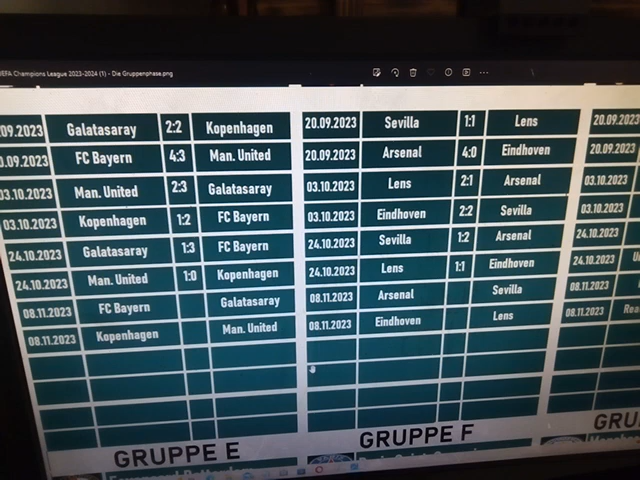 UEFA Champions League 2023-2024 (1) - Die Gruppenphase.png
09.2023 Galatasaray 2:2 Kopenhagen
20.09.2023 Sevilla 1:1 Lens
20.09.2023
09.2023 FC Bayern 4:3 Man. United
20.09.2023 Arsenal 4:0 Eindhoven
20.09.2023
03.10.2023 Man. United 2:3 Galatasaray
03.10.2023 Lens 2:1 Arsenal
03.10.2023
03.10.2023 Kopenhagen 1:2 FC Bayern
03.10.2023 Eindhoven 2:2 Sevilla
03.10.2023
24.10.2023 Galatasaray 1:3 FC Bayern
24.10.2023 Sevilla 1:2 Arsenal
24.10.2023
24.10.2023 Man. United 1:0 Kopenhagen
24.10.2023 Lens 1:1 Eindhoven
24.10.2023
08.11.2023 FC Bayern Galatasaray
08.11.2023 Arsenal Sevilla
08.11.2023
08.11.2023 Kopenhagen Man. United
08.11.2023 Eindhoven Lens
08.11.2023 Rea
GRUPPE E
GRUPPE F
GRU